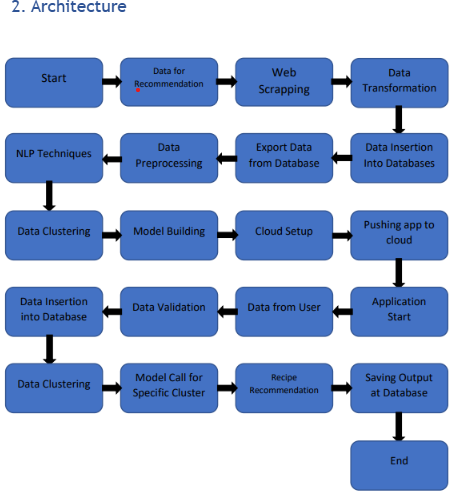 2. Architecture
Start
Data for
Recommendation
Web
Scrapping
Data
Transformation
NLP Techniques
Data
Preprocessing
Export Data
from Database
Data Insertion
Into Databases
Data Clustering
Model Building
Cloud Setup
Pushing app to
cloud
Data Insertion
into Database
Data Validation
Data from User
Application
Start
Data Clustering
Model Call for
Specific Cluster
Recipe
Recommendation
Saving Output
at Database
End